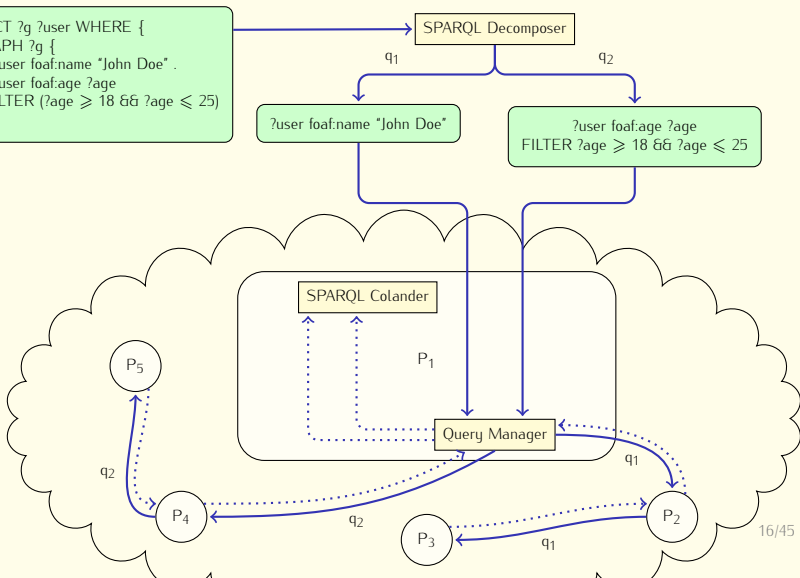 CT ?g ?user WHERE {
APH ?g {
user foaf:name “John Doe” .
user foaf:age ?age
LTER (?age ⩾ 18 && ?age ⩽ 25)
SPARQL Decomposer
q1
q2
?user foaf:name “John Doe”
?user foaf:age ?age
FILTER ?age ⩾ 18 && ?age ⩽ 25
SPARQL Colander
P1
P5
Query Manager
q1
q2
P4
q2
P3
q1
P2
16/45